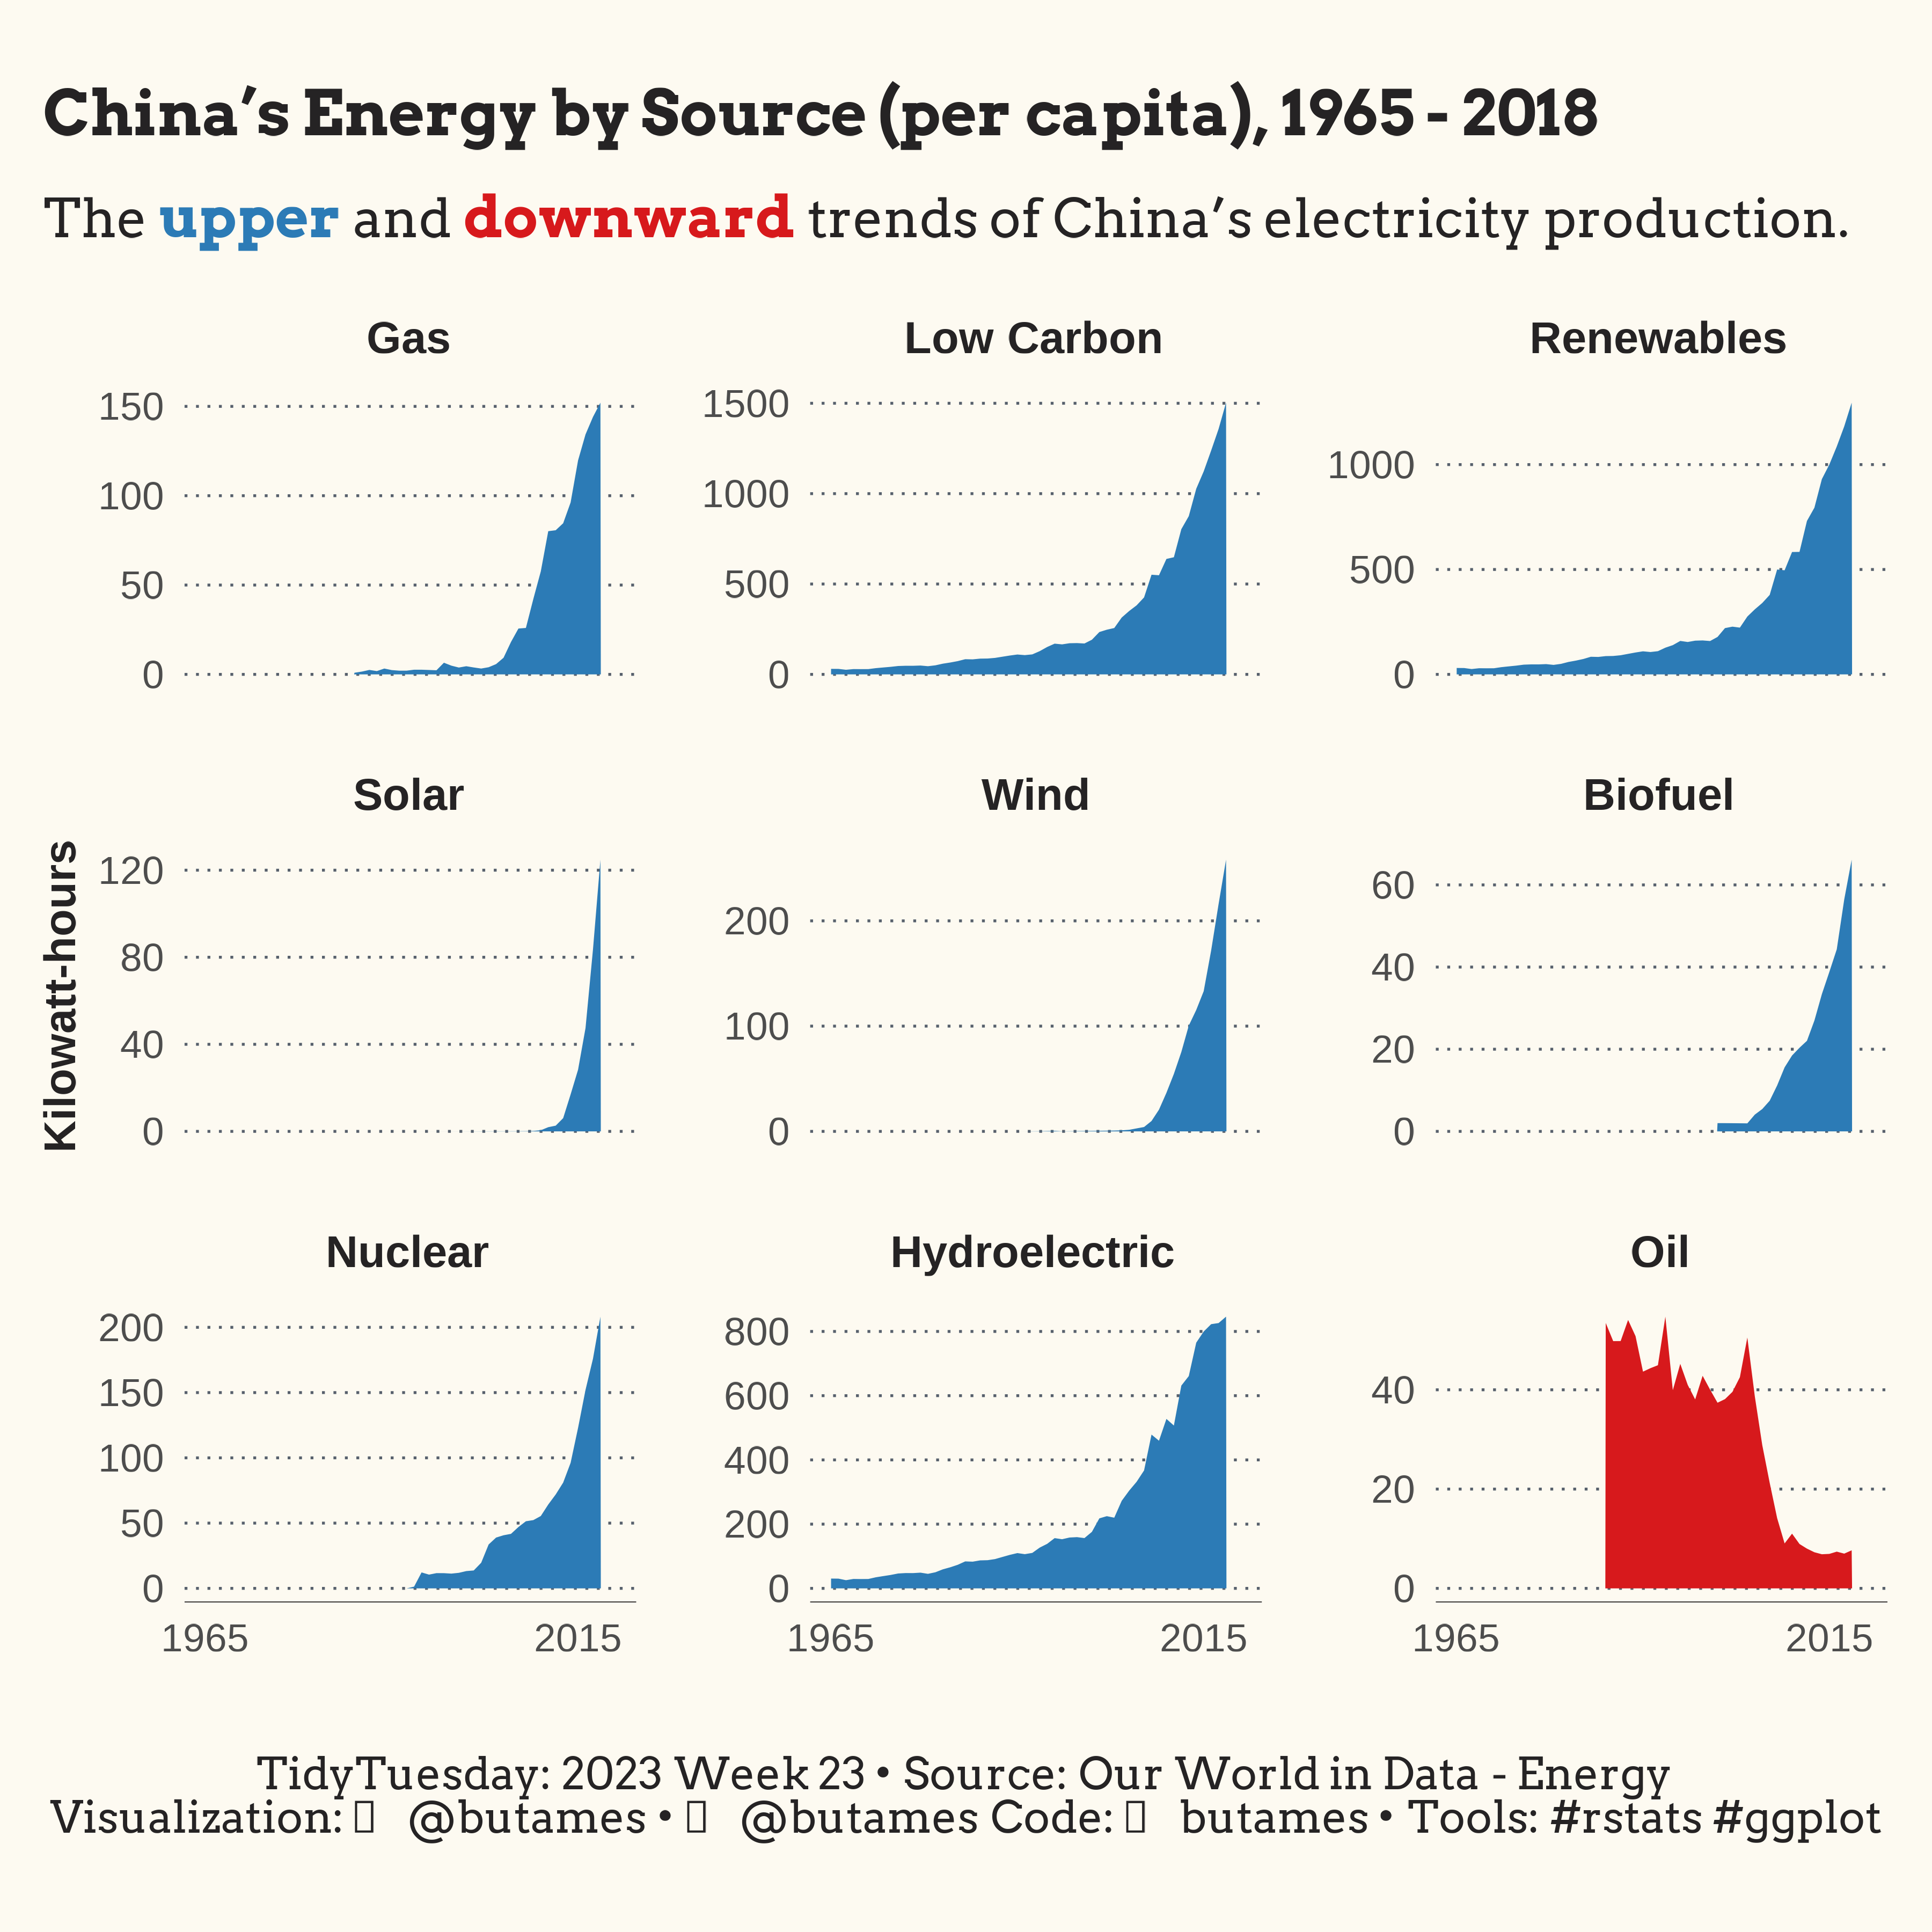 China’s Energy by Source (per capita), 1965 - 2018
The upper and downward trends of China’s electricity production.
Gas
Low Carbon
Renewables
150
100
50
0
1500
1000
500
0
1000
500
0
Solar
Wind
Biofuel
Kilowatt-hours
120
80
40
0
200
100
0
60
40
20
0
Nuclear
Hydroelectric
Oil
200
150
100
50
0
800
600
400
200
0
40
20
0
1965 2015
1965 2015
1965 2015
TidyTuesday: 2023 Week 23 • Source: Our World in Data - Energy
Visualization: @butames • @butames Code: butames • Tools: #rstats #ggplot